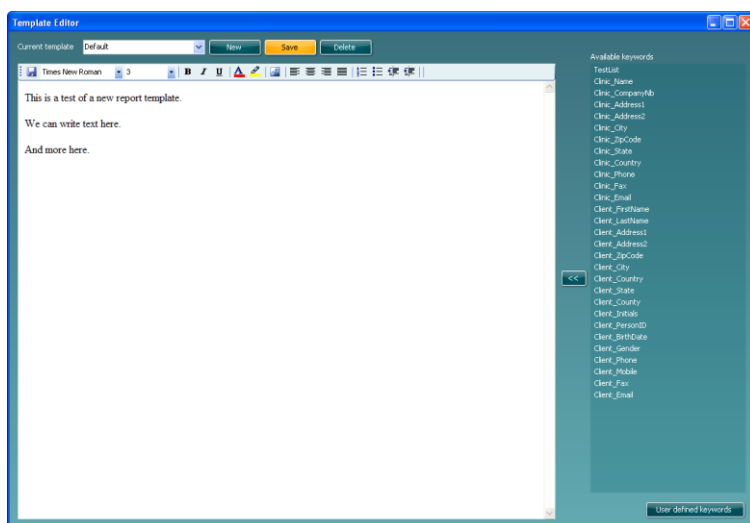 Template Editor
Current template Default New Save Delete
Times New Roman 3 B I U A
This is a test of a new report template.
We can write text here.
And more here.
<<
Available keywords
TestList
Clinic_Name
Clinic_CompanyNb
Clinic_Address1
Clinic_Address2
Clinic_City
Clinic_ZipCode
Clinic_State
Clinic_Country
Clinic_Phone
Clinic_Fax
Clinic_Email
Client_FirstName
Client_LastName
Client_Address1
Client_Address2
Client_ZipCode
Client_City
Client_Country
Client_State
Client_County
Client_Initials
Client_PersonID
Client_BirthDate
Client_Gender
Client_Phone
Client_Mobile
Client_Fax
Client_Email
User defined keywords